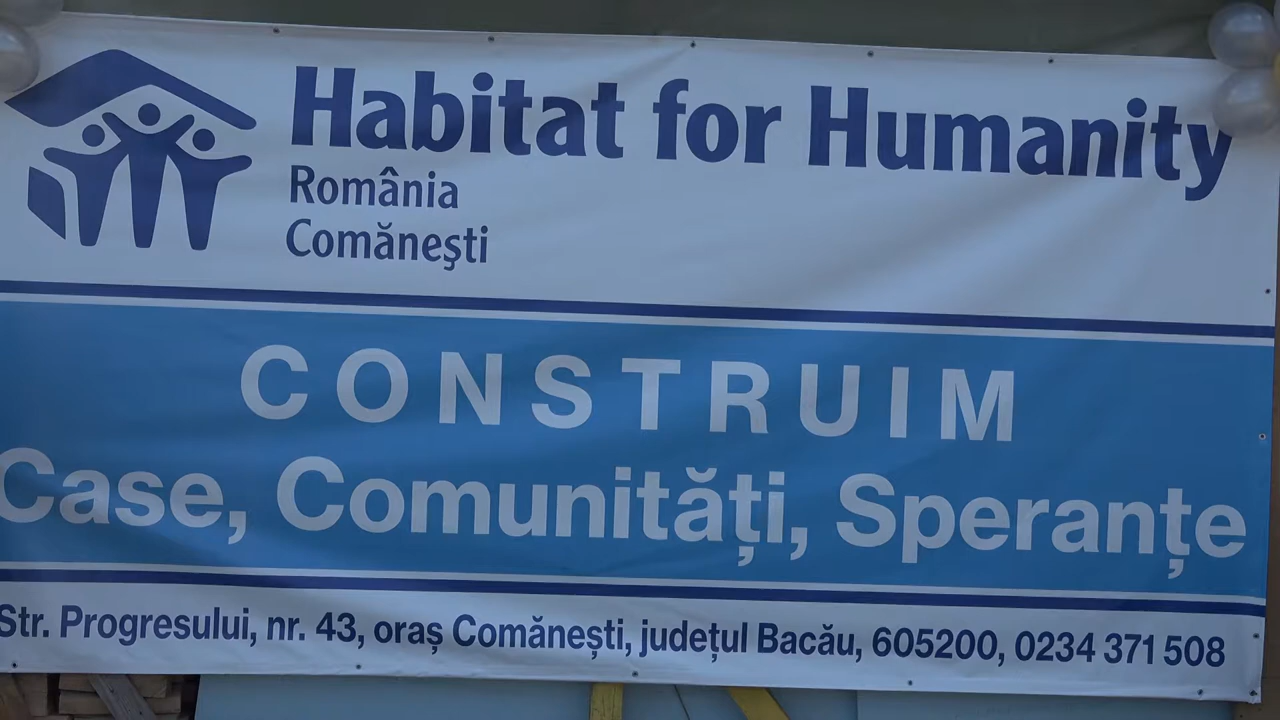 Habitat for Humanity
România
Comăneşti
CONSTRUIM
Case, Comunități, Speranțe
Str. Progresului, nr. 43, oraș Comănești, județul Bacău, 605200, 0234 371 508